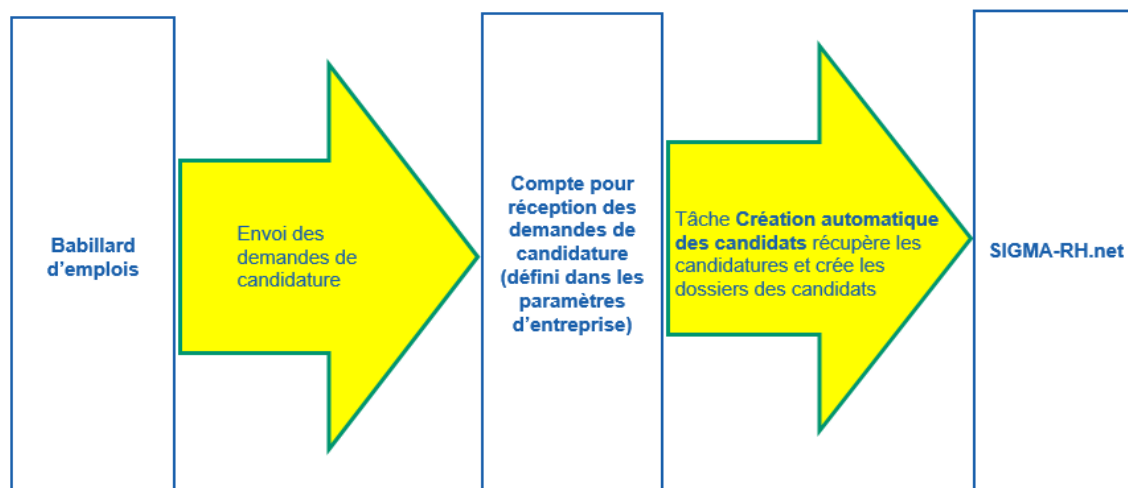 Babillard
d’emplois
Envoi des
demandes de
candidature
Compte pour
réception des
demandes de
candidature
(défini dans les
paramètres
d’entreprise)
Tâche Création automatique
des candidats récupère les
candidatures et crée les
dossiers des candidats
SIGMA-RH.net